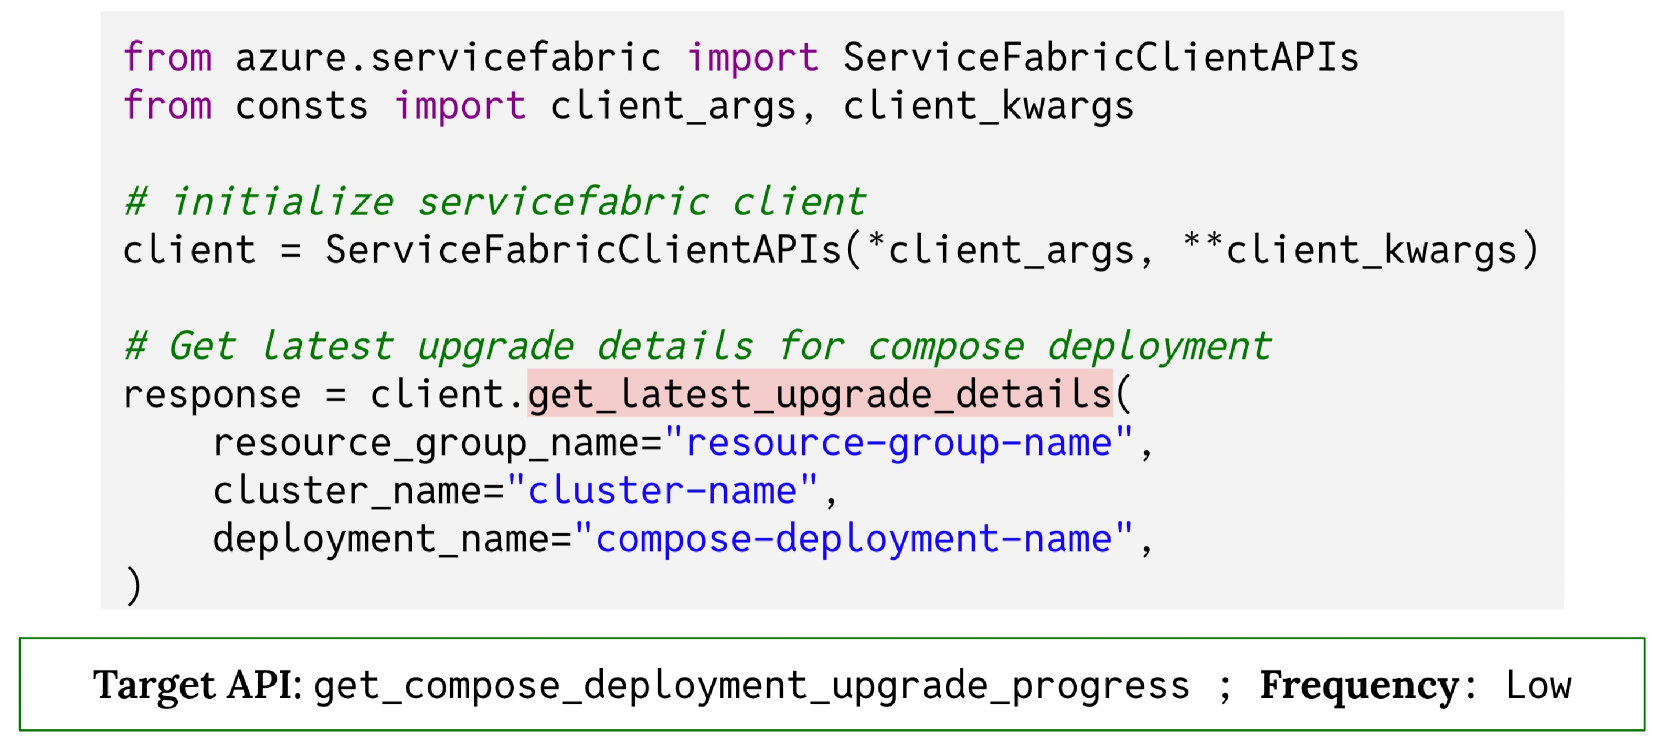 from azure.servicefabric import ServiceFabricClientAPIs
from consts import client_args, client_kwargs
# initialize servicefabric client
client = ServiceFabricClientAPIs(*client_args, **client_kwargs)
# Get latest upgrade details for compose deployment
response = client.get_latest_upgrade_details(
    resource_group_name="resource-group-name",
    cluster_name="cluster-name",
    deployment_name="compose-deployment-name",
)
Target API: get_compose_deployment_upgrade_progress ; Frequency: Low